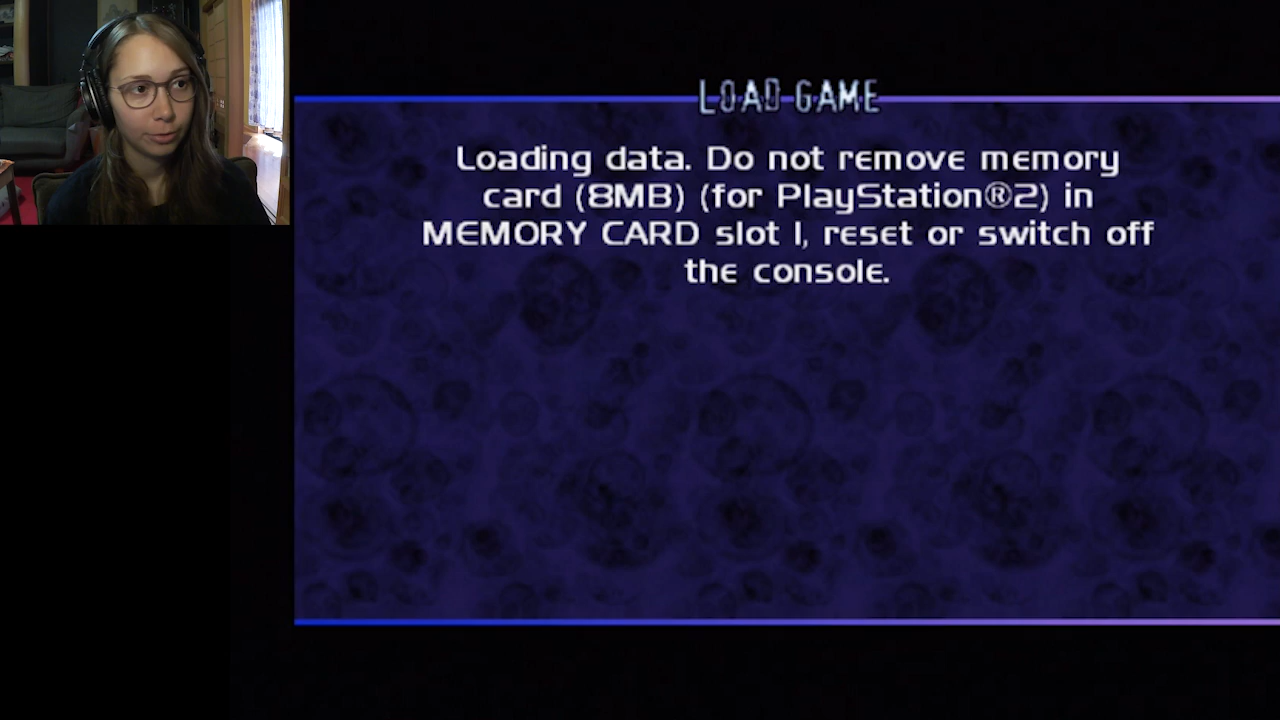 LOAD GAME
Loading data. Do not remove memory
card (8MB) (for PlayStation®2) in
MEMORY CARD slot 1, reset or switch off
the console.